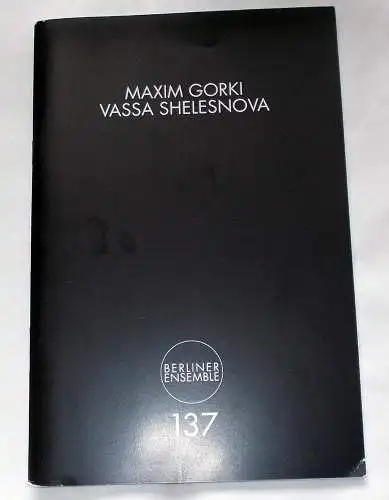 MAXIM GORKI
VASSA SHELESNOVA
BERLINER
ENSEMBLE
137